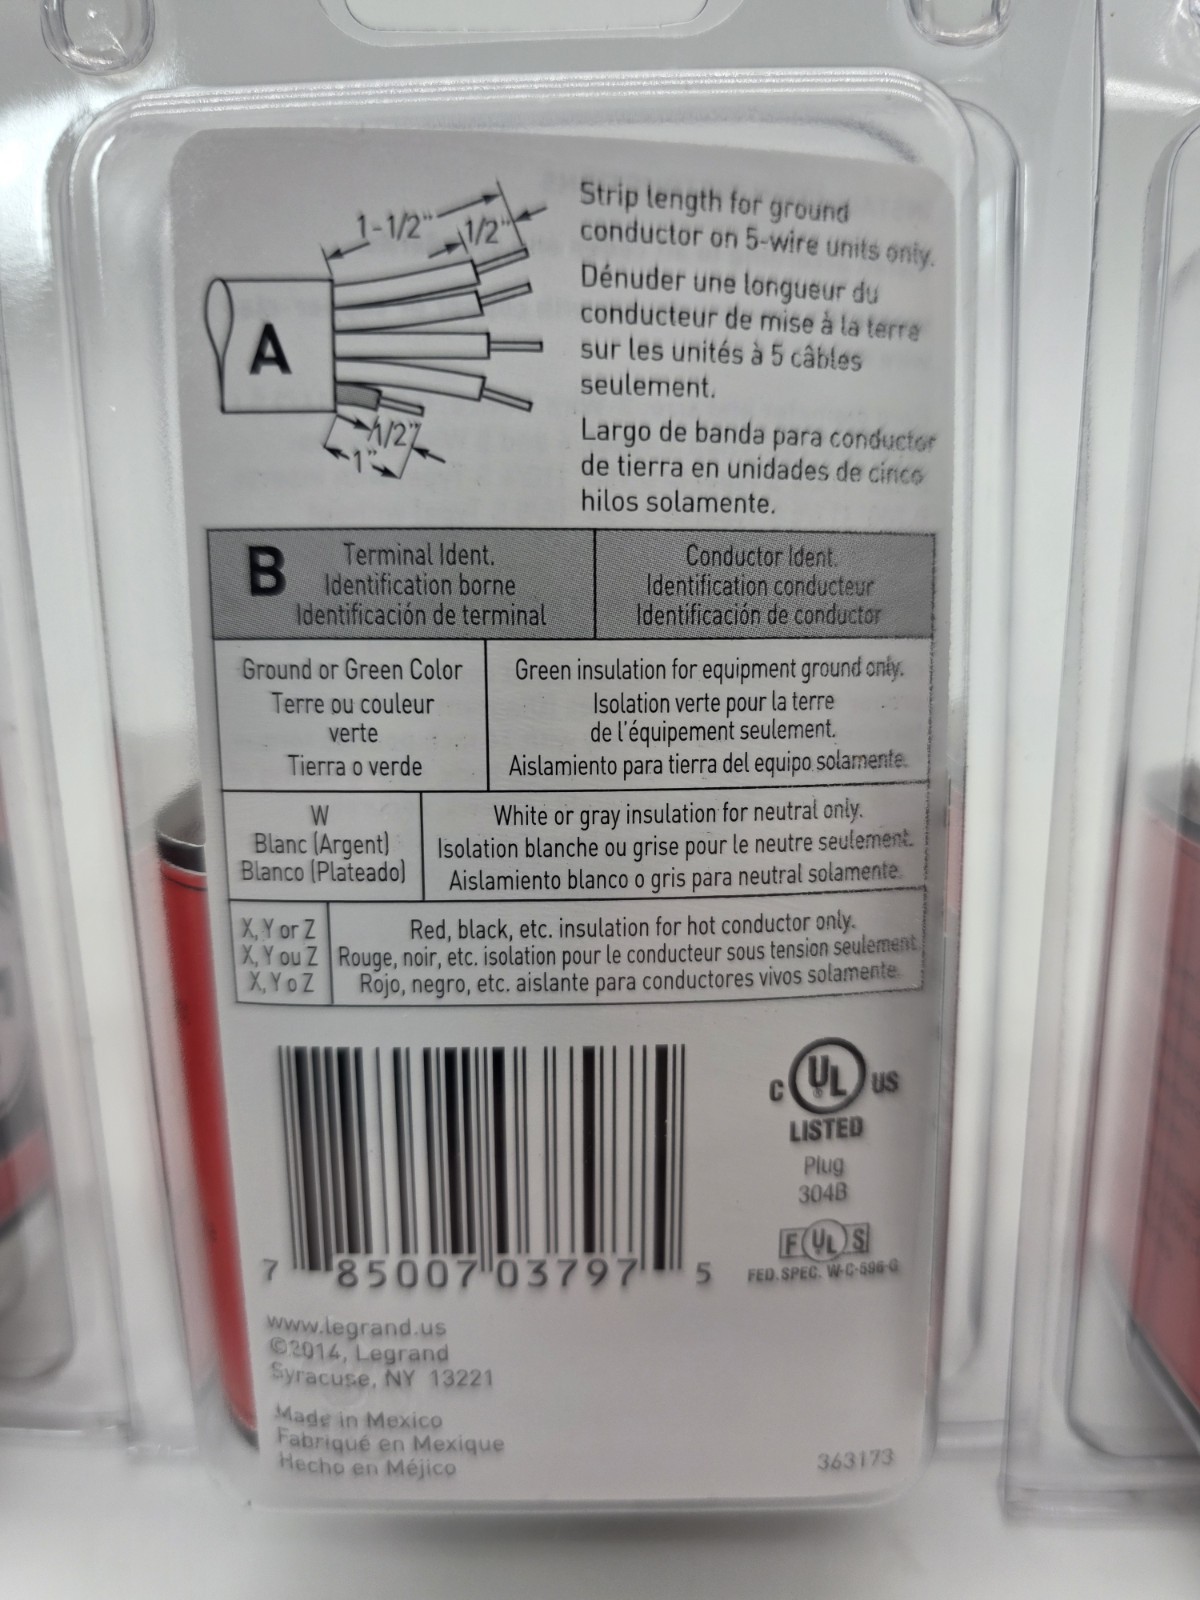 1-1/2"
1/2"
A
1/2"
1"
Strip length for ground
conductor on 5-wire units only.
Dénuder une longueur du
conducteur de mise à la terre
sur les unités à 5 câbles
seulement.
Largo de banda para conductor
de tierra en unidades de cinco
hilos solamente.
B
Terminal Ident.
Identification borne
Identificación de terminal
Conductor Ident.
Identification conducteur
Identificación de conductor
Ground or Green Color
Terre ou couleur
verte
Tierra o verde
Green insulation for equipment ground only.
Isolation verte pour la terre
de l'équipement seulement.
Aislamiento para tierra del equipo solamente.
W
Blanc (Argent)
Blanco (Plateado)
White or gray insulation for neutral only.
Isolation blanche ou grise pour le neutre seulement.
Aislamiento blanco o gris para neutral solamente.
X, Y or Z
X, Y ou Z
X, Y o Z
Red, black, etc. insulation for hot conductor only.
Rouge, noir, etc. isolation pour le conducteur sous tension seulement.
Rojo, negro, etc. aislante para conductores vivos solamente.
7 85007 03797 5
C UL US
LISTED
Plug
304B
F UL S
FED. SPEC. W-C-596-G
www.legrand.us
©2014, Legrand
Syracuse, NY 13221
Made in Mexico
Fabriqué en Mexique
Hecho en Méjico
363173